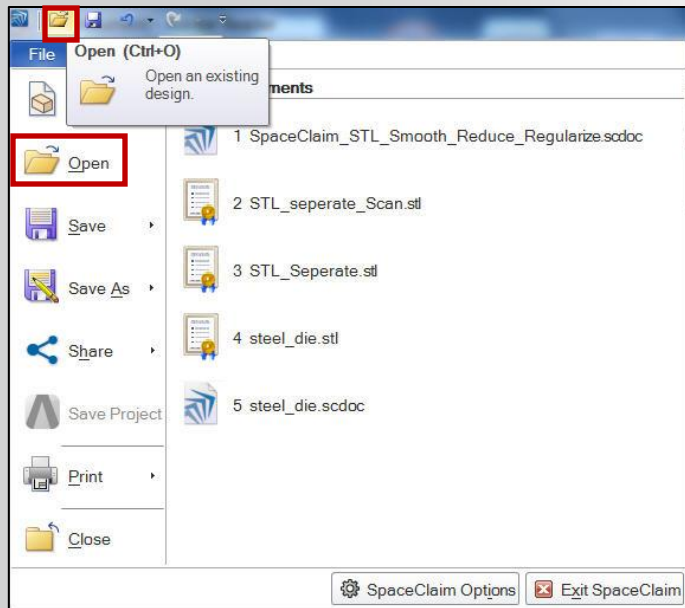 File
Open (Ctrl+O)
Open an existing
design.
ments
Open
Save
Save As
Share
Save Project
Print
Close
1 SpaceClaim_STL_Smooth_Reduce_Regularize.scdoc
2 STL_seperate_Scan.stl
3 STL_Seperate.stl
4 steel_die.stl
5 steel_die.scdoc
SpaceClaim Options
Exit SpaceClaim